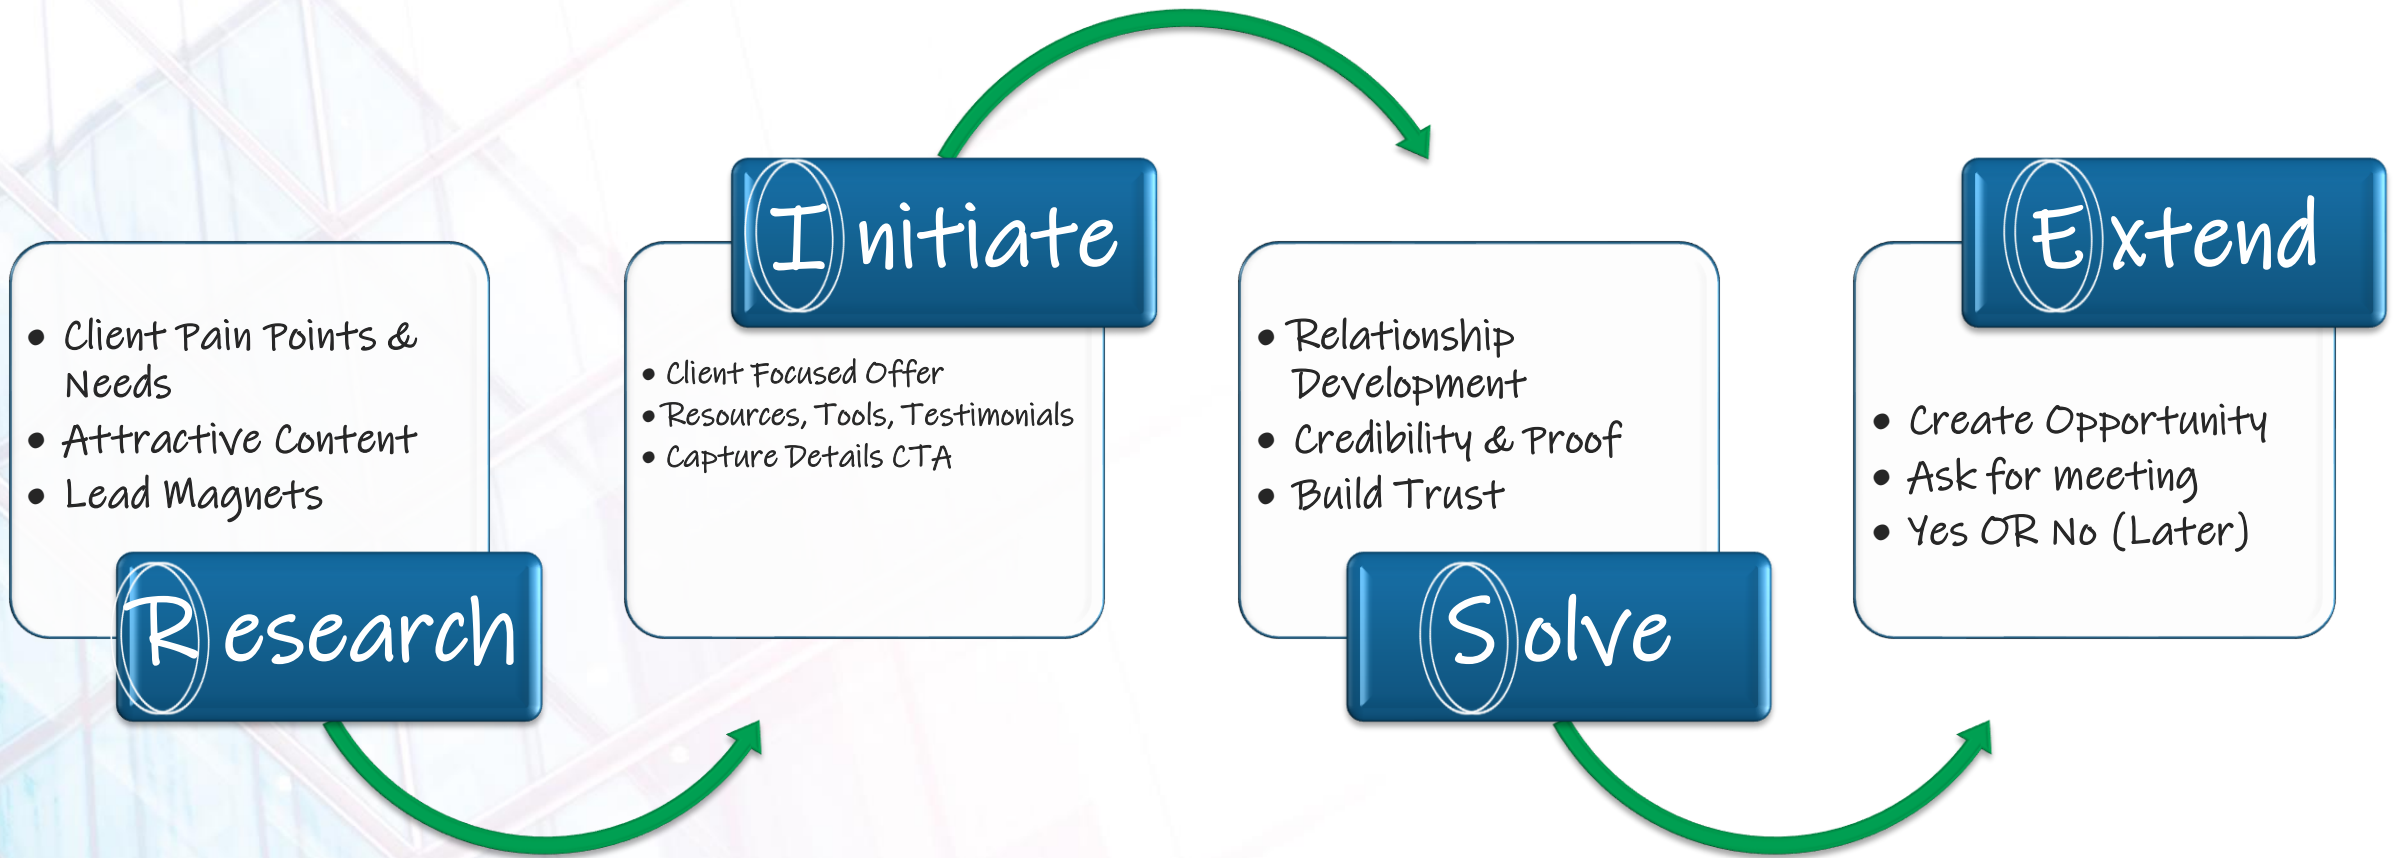 • Client Pain Points &
Needs
• Attractive Content
• Lead Magnets
Research
Initiate
• Client Focused Offer
• Resources, Tools, Testimonials
• Capture Details CTA
• Relationship
Development
• Credibility & Proof
• Build Trust
Solve
Extend
• Create Opportunity
• Ask for meeting
• Yes OR No (Later)